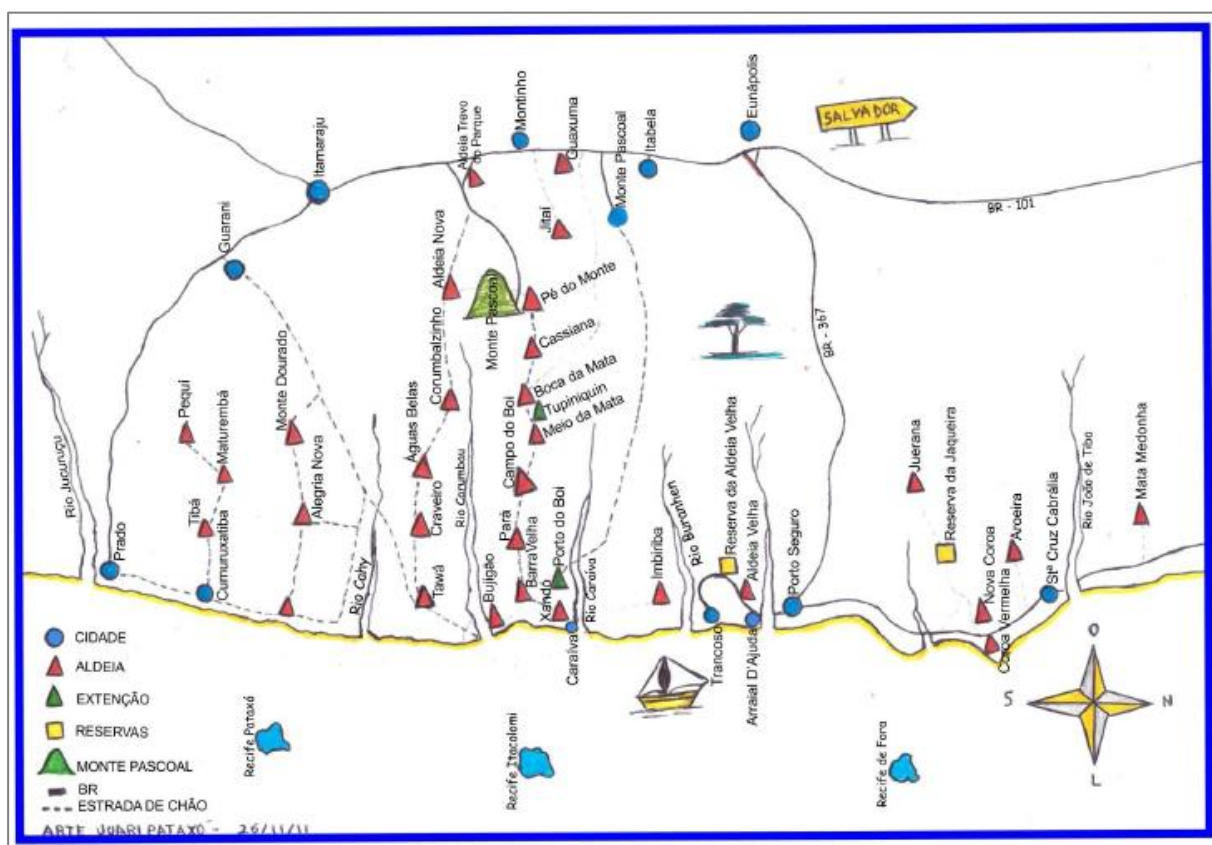 Itamaraju
Guarani
Aldeia Trevo
do Parque
Montinho
Guaxuma
Jitaí
Monte Pascoal
Itabela
Eunápolis
SALVADOR
BR - 101
BR - 367
Aldeia Nova
Monte Pascoal
Pé do Monte
Cassiana
Corumbalzinho
Boca da Mata
Tupiniquin
Meio da Mata
Campo do Boi
Águas Belas
Craveiro
Tawá
Rio Corumbau
Pequí
Maturembá
Tibá
Cumuruxatiba
Monte Dourado
Alegria Nova
Rio Jucuruçu
Prado
Rio Cahy
Pará
Barra Velha
Bujigão
Xandó
Porto do Boi
Caraíva
Rio Caraíva
Imbiriba
Rio Buranhen
Reserva da Aldeia Velha
Aldeia Velha
Trancoso
Arraial D'Ajuda
Porto Seguro
Juerana
Reserva da Jaqueira
Nova Coroa
Coroa Vermelha
Aroeira
Stª Cruz Cabrália
Rio João de Tiba
Mata Medonha
CIDADE
ALDEIA
EXTENÇÃO
RESERVAS
MONTE PASCOAL
BR
ESTRADA DE CHÃO
Recife Pataxó
Recife Itacolomi
Recife de Fora
O
S
N
L
ARTE JUARI PATAXÓ - 25/11/11